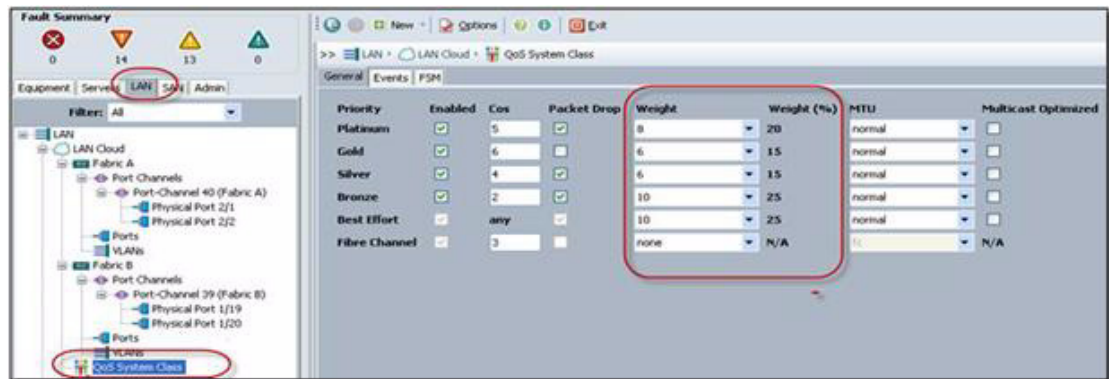 Fault Summary
0 14 13 0
Equipment Servers LAN SAN Admin
Filter: All
LAN
LAN Cloud
Fabric A
Port Channels
Port-Channel 40 (Fabric A)
Physical Port 2/1
Physical Port 2/2
Ports
VLANs
Fabric B
Port Channels
Port-Channel 39 (Fabric B)
Physical Port 1/19
Physical Port 1/20
Ports
VLANs
QoS System Class
New Options Exit
>> LAN LAN Cloud QoS System Class
General Events FSM
Priority Enabled Cos Packet Drop Weight Weight (%) MTU Multicast Optimized
Platinum 5 8 20 normal
Gold 6 6 15 normal
Silver 4 6 15 normal
Bronze 2 10 25 normal
Best Effort any 10 25 normal
Fibre Channel 3 none N/A fc N/A